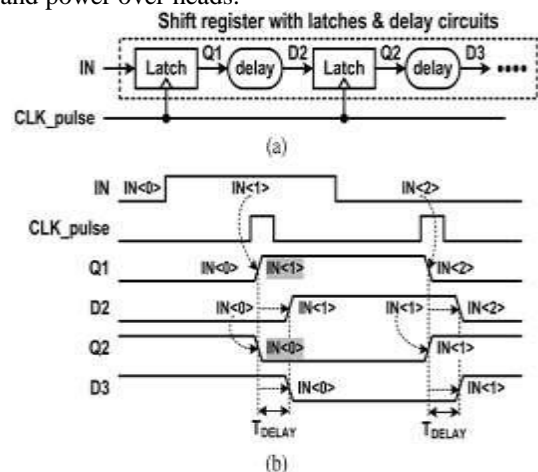 and power over heads.
Shift register with latches & delay circuits
IN Latch Q1 delay D2 Latch Q2 delay D3
CLK_pulse
(a)
IN IN<0> IN<1> IN<2>
CLK_pulse
Q1 IN<0> IN<1> IN<2>
D2 IN<0> IN<1> IN<1> IN<2>
Q2 IN<0> IN<1>
D3 IN<0> IN<1>
TDELAY TDELAY
(b)